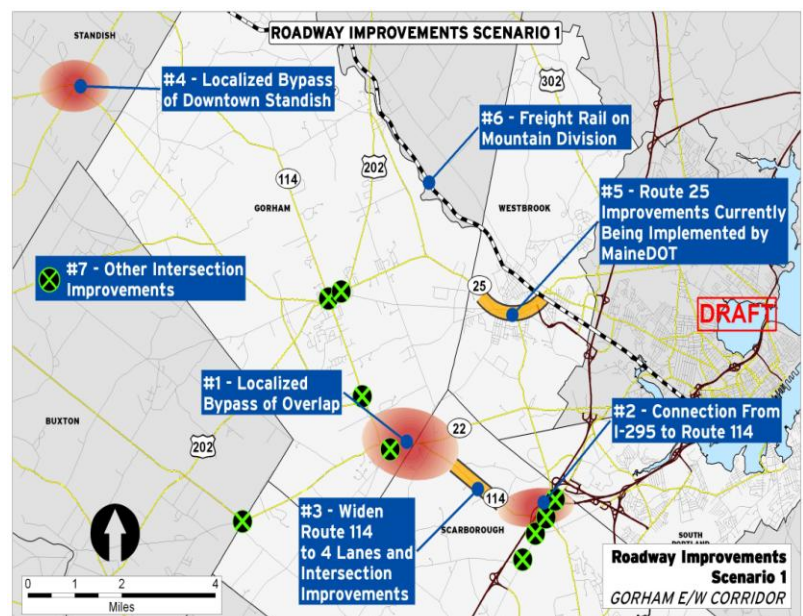 ROADWAY IMPROVEMENTS SCENARIO 1
STANDISH
#4 - Localized Bypass
of Downtown Standish
302
#6 - Freight Rail on
Mountain Division
202
114
GORHAM
WESTBROOK
#5 - Route 25
Improvements Currently
Being Implemented by
MaineDOT
#7 - Other Intersection
Improvements
25
DRAFT
#1 - Localized
Bypass of Overlap
#2 - Connection From
I-295 to Route 114
BUXTON
22
202
114
#3 - Widen
Route 114
to 4 Lanes and
Intersection
Improvements
SCARBOROUGH
SOUTH
PORTLAND
Roadway Improvements
Scenario 1
GORHAM E/W CORRIDOR
0 1 2 4
Miles